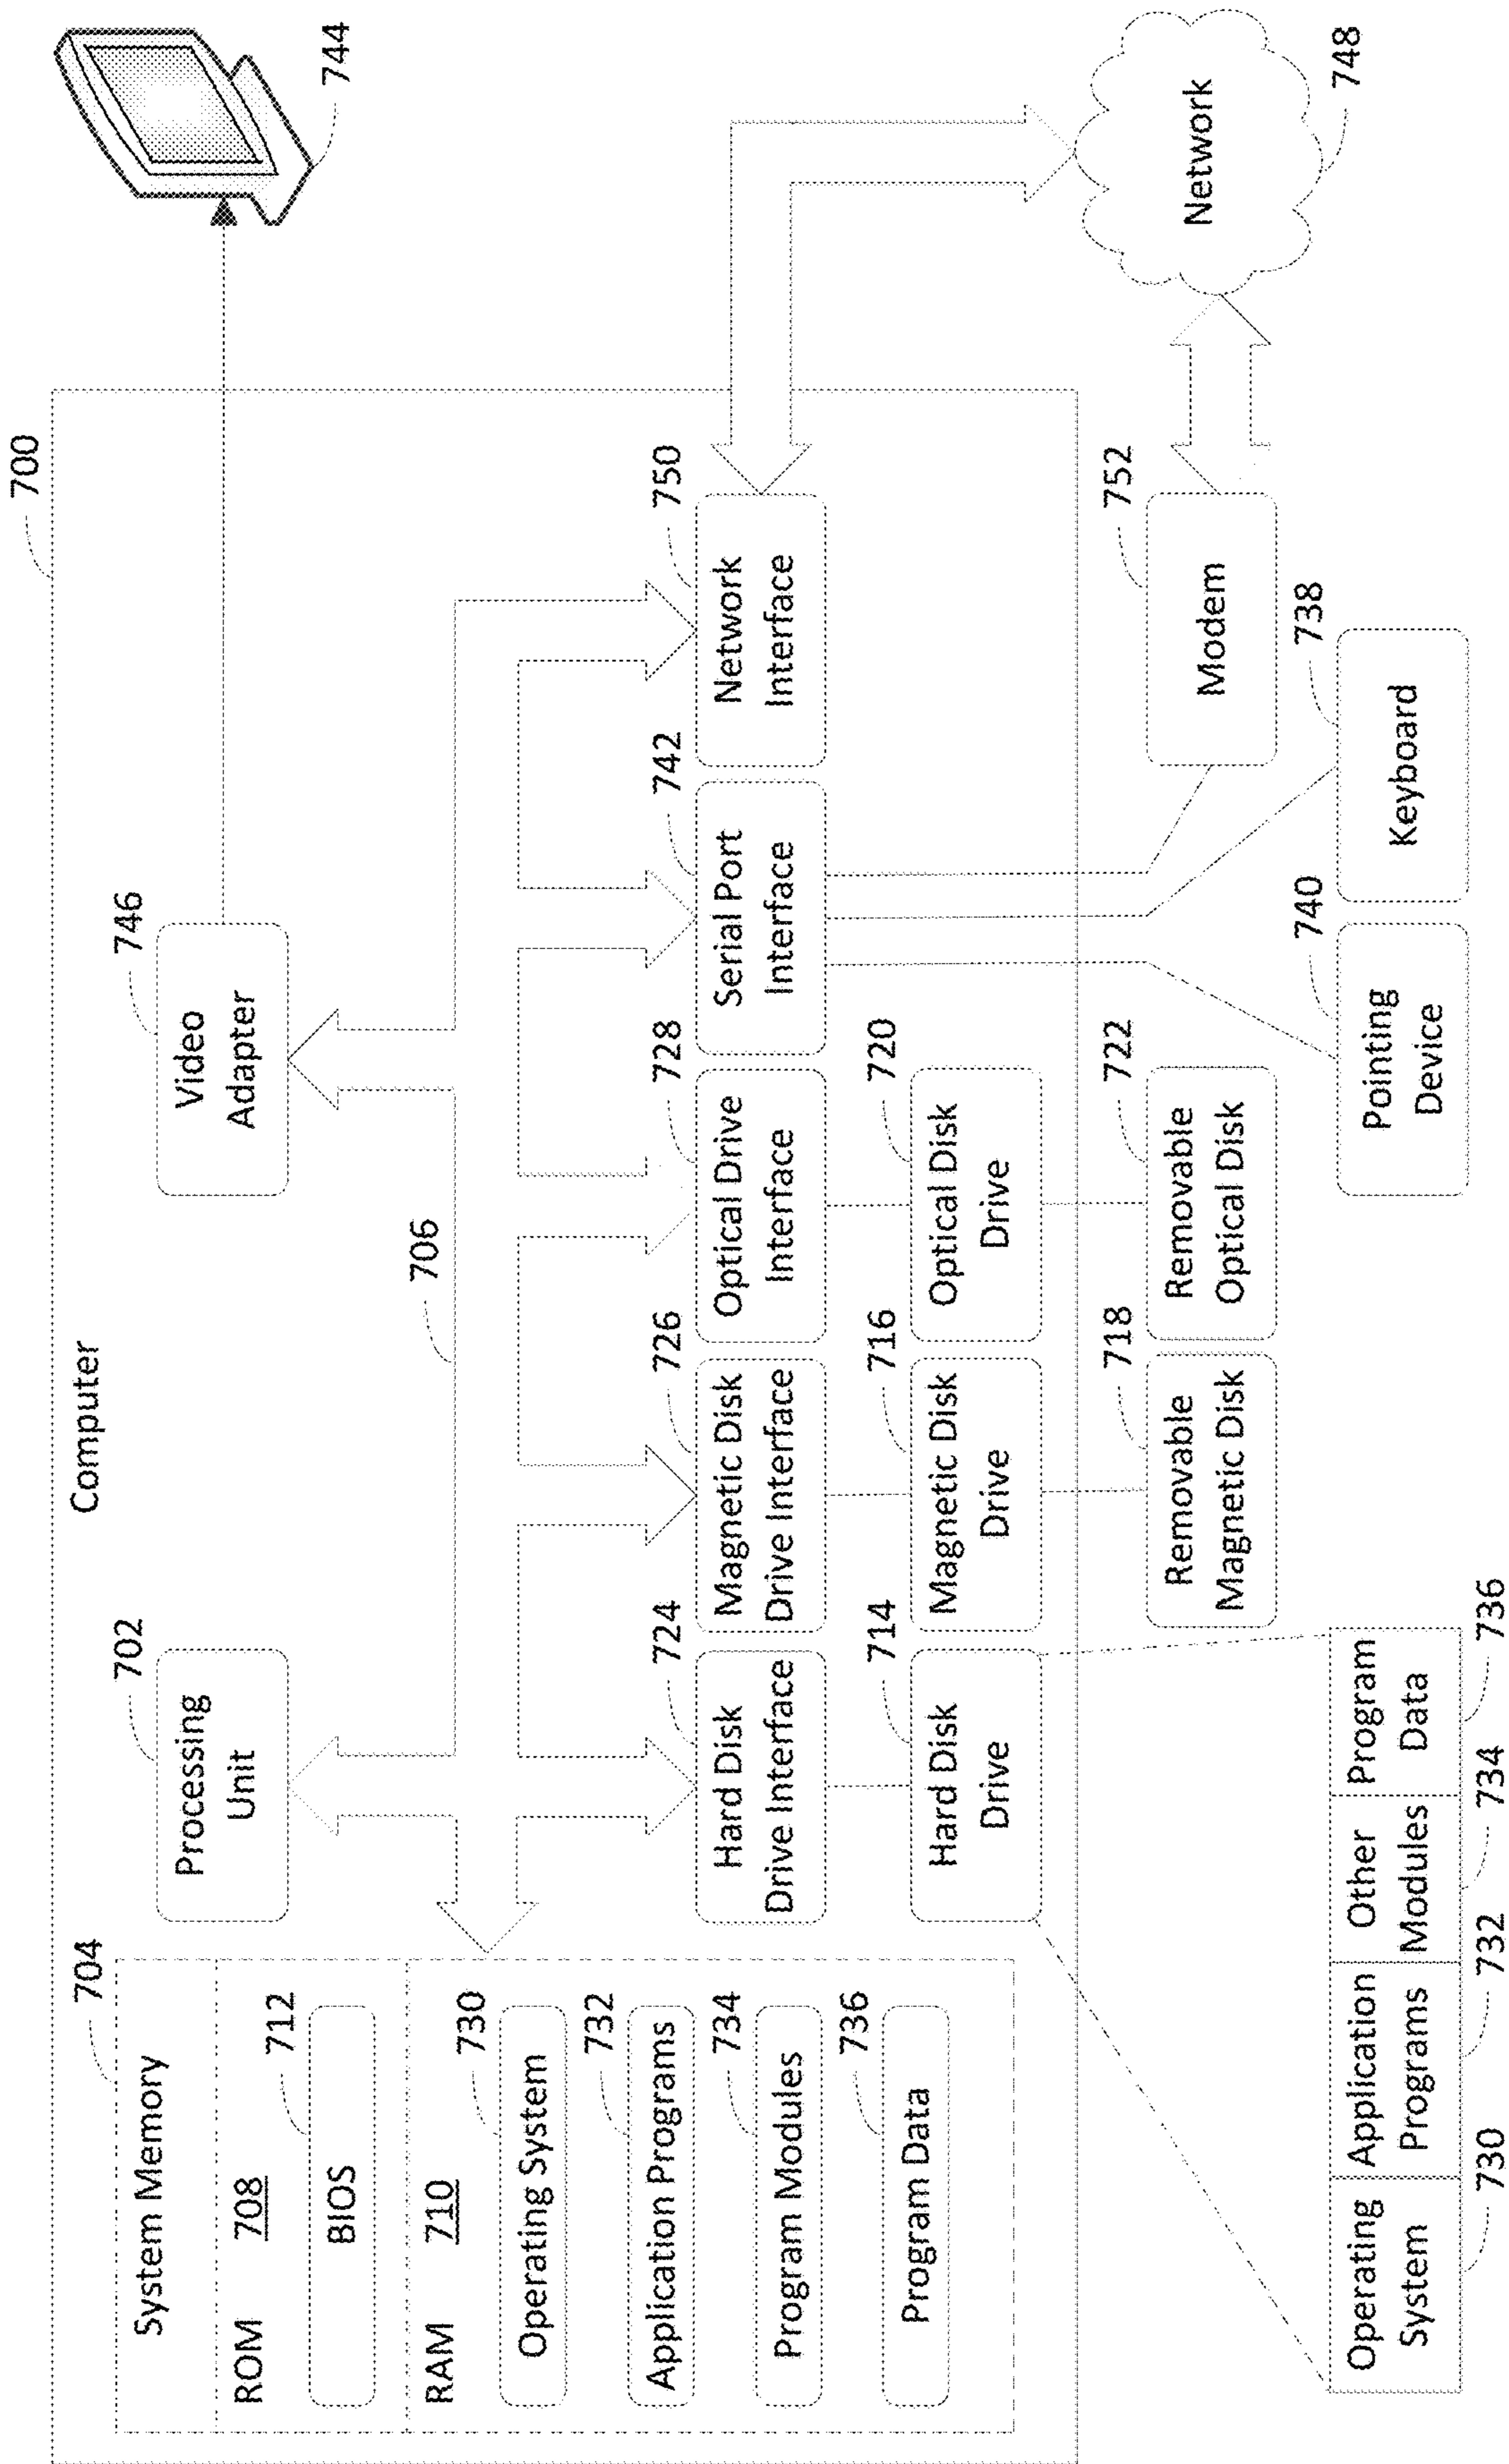 700
Computer
704
System Memory
ROM 708
712
BIOS
RAM 710
730
Operating System
732
Application Programs
734
Program Modules
736
Program Data
702
Processing
Unit
746
Video
Adapter
744
706
724
Hard Disk
Drive Interface
726
Magnetic Disk
Drive Interface
728
Optical Drive
Interface
742
Serial Port
Interface
750
Network
Interface
714
Hard Disk
Drive
716
Magnetic Disk
Drive
720
Optical Disk
Drive
718
Removable
Magnetic Disk
722
Removable
Optical Disk
752
Modem
Network
748
740
Pointing
Device
738
Keyboard
Operating
System
730
Application
Programs
732
Other
Modules
734
Program
Data
736